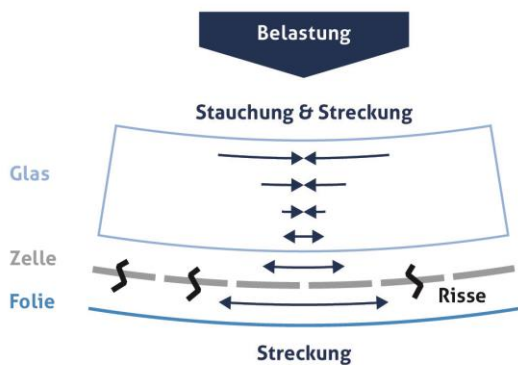 Belastung
Stauchung & Streckung
Glas
Zelle
Folie
Risse
Streckung